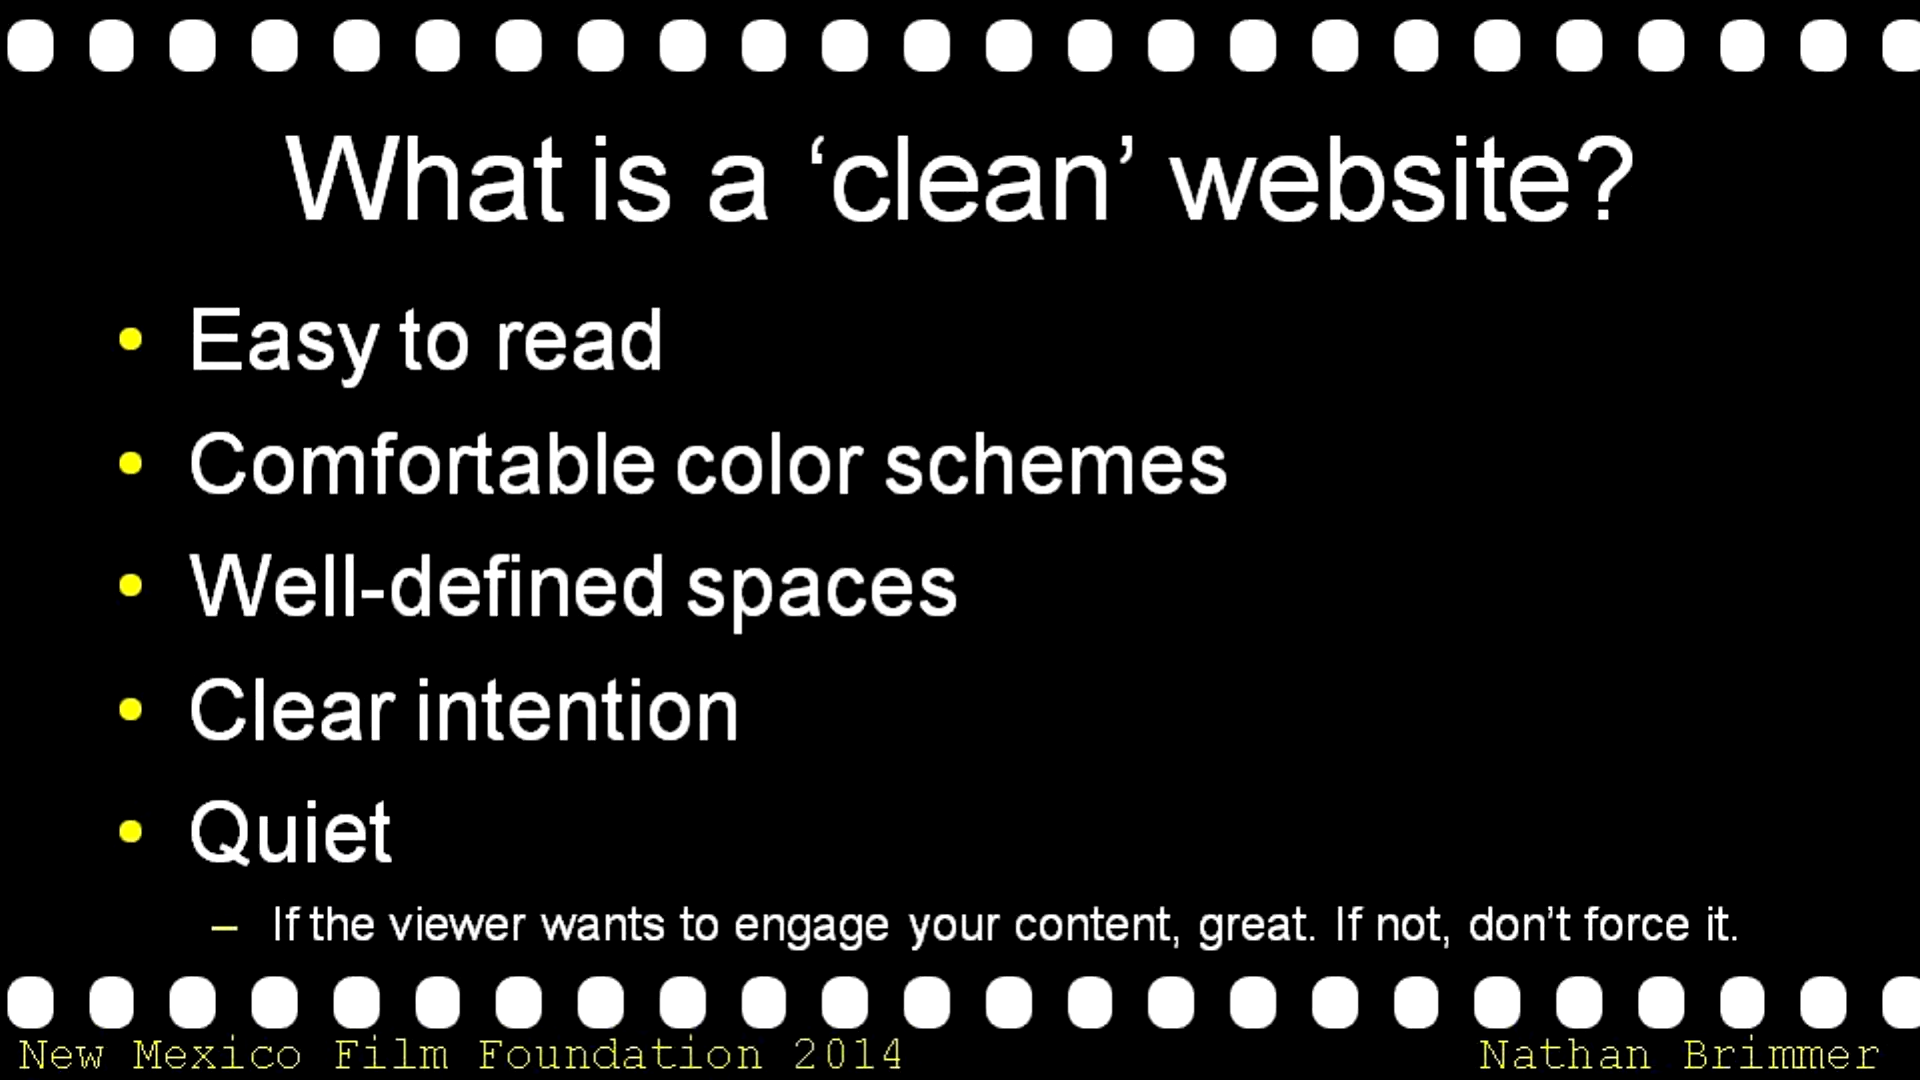 What is a ‘clean’ website?
• Easy to read
• Comfortable color schemes
• Well-defined spaces
• Clear intention
• Quiet
– If the viewer wants to engage your content, great. If not, don’t force it.
New Mexico Film Foundation 2014
Nathan Brimmer